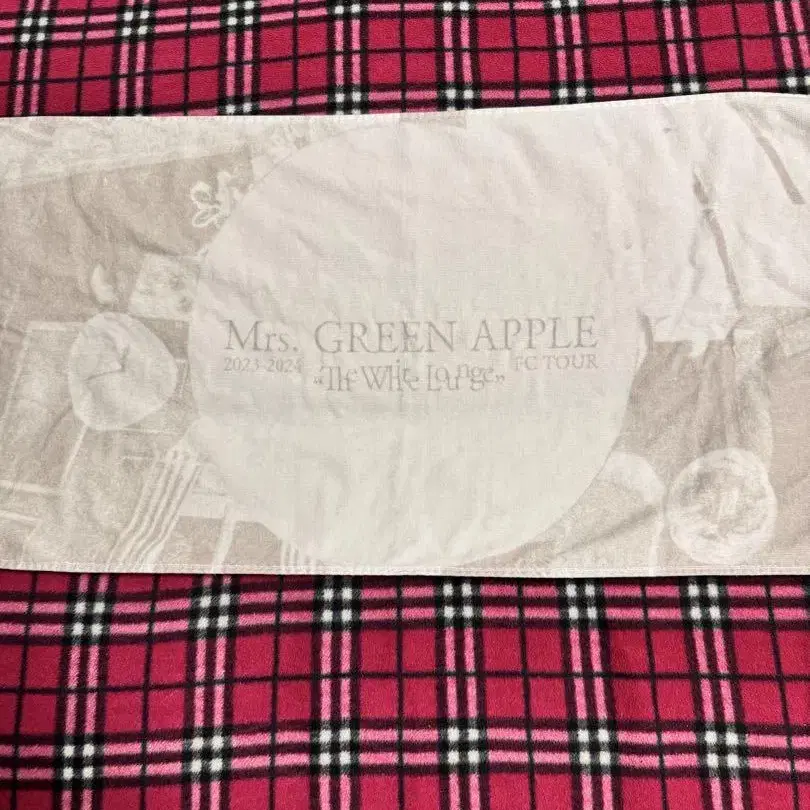 Mrs. GREEN APPLE
2023-2024 "The White Lounge" FC TOUR